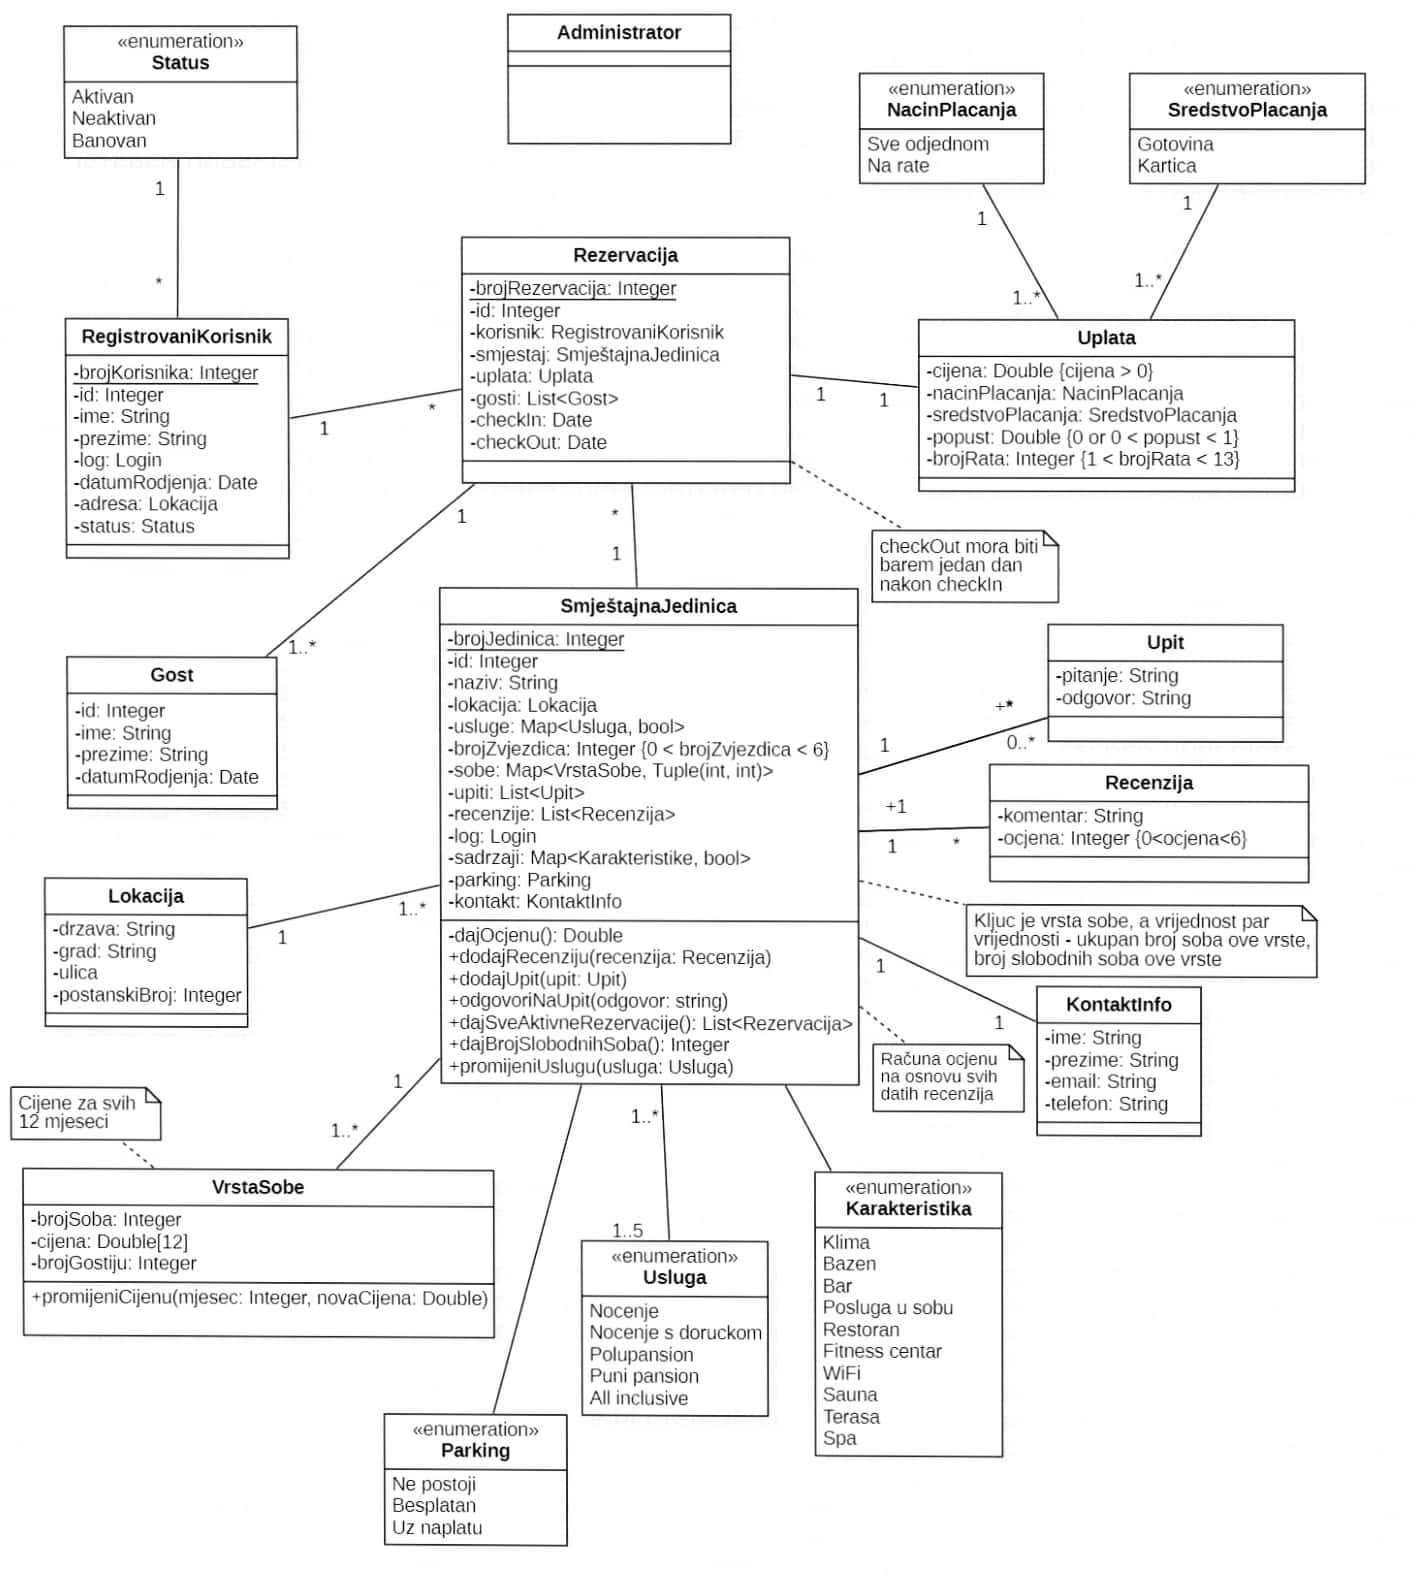 «enumeration»
Status
Aktivan
Neaktivan
Banovan
Administrator
«enumeration»
NacinPlacanja
Sve odjednom
Na rate
«enumeration»
SredstvoPlacanja
Gotovina
Kartica
1
*
1
1..*
1
1..*
Rezervacija
-brojRezervacija: Integer
-id: Integer
-korisnik: RegistrovaniKorisnik
-smjestaj: SmještajnaJedinica
-uplata: Uplata
-gosti: List<Gost>
-checkIn: Date
-checkOut: Date
RegistrovaniKorisnik
-brojKorisnika: Integer
-id: Integer
-ime: String
-prezime: String
-log: Login
-datumRodjenja: Date
-adresa: Lokacija
-status: Status
1
*
1
1
Uplata
-cijena: Double {cijena > 0}
-nacinPlacanja: NacinPlacanja
-sredstvoPlacanja: SredstvoPlacanja
-popust: Double {0 or 0 < popust < 1}
-brojRata: Integer {1 < brojRata < 13}
checkOut mora biti
barem jedan dan
nakon checkIn
1
1..*
*
1
Gost
-id: Integer
-ime: String
-prezime: String
-datumRodjenja: Date
SmještajnaJedinica
-brojJedinica: Integer
-id: Integer
-naziv: String
-lokacija: Lokacija
-usluge: Map<Usluga, bool>
-brojZvjezdica: Integer {0 < brojZvjezdica < 6}
-sobe: Map<VrstaSobe, Tuple(int, int)>
-upiti: List<Upit>
-recenzije: List<Recenzija>
-log: Login
-sadrzaji: Map<Karakteristike, bool>
-parking: Parking
-kontakt: KontaktInfo
-dajOcjenu(): Double
+dodajRecenziju(recenzija: Recenzija)
+dodajUpit(upit: Upit)
+odgovoriNaUpit(odgovor: string)
+dajSveAktivneRezervacije(): List<Rezervacija>
+dajBrojSlobodnihSoba(): Integer
+promijeniUslugu(usluga: Usluga)
Upit
-pitanje: String
-odgovor: String
+*
1
0..*
Recenzija
-komentar: String
-ocjena: Integer {0<ocjena<6}
+1
1
*
Kljuc je vrsta sobe, a vrijednost par
vrijednosti - ukupan broj soba ove vrste,
broj slobodnih soba ove vrste
Lokacija
-drzava: String
-grad: String
-ulica
-postanskiBroj: Integer
1
1..*
1
1
KontaktInfo
-ime: String
-prezime: String
-email: String
-telefon: String
Računa ocjenu
na osnovu svih
datih recenzija
Cijene za svih
12 mjeseci
1
1..*
VrstaSobe
-brojSoba: Integer
-cijena: Double[12]
-brojGostiju: Integer
+promijeniCijenu(mjesec: Integer, novaCijena: Double)
1..*
1..5
«enumeration»
Usluga
Nocenje
Nocenje s doruckom
Polupansion
Puni pansion
All inclusive
«enumeration»
Karakteristika
Klima
Bazen
Bar
Posluga u sobu
Restoran
Fitness centar
WiFi
Sauna
Terasa
Spa
«enumeration»
Parking
Ne postoji
Besplatan
Uz naplatu